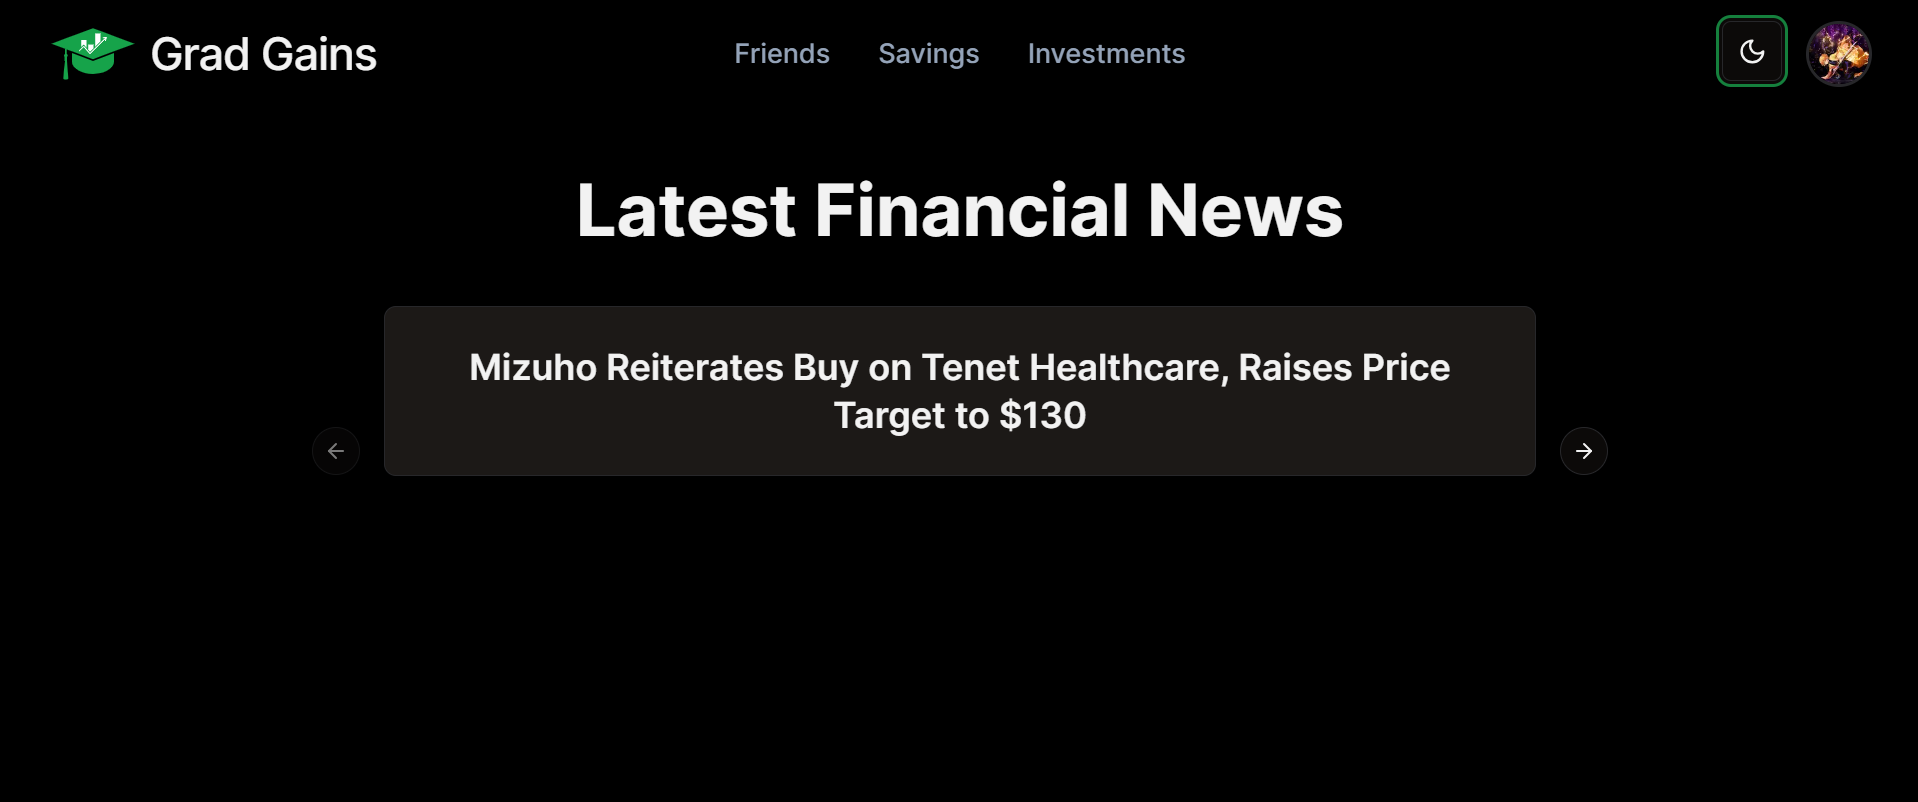 Grad Gains
Friends Savings Investments
Latest Financial News
Mizuho Reiterates Buy on Tenet Healthcare, Raises Price
Target to $130